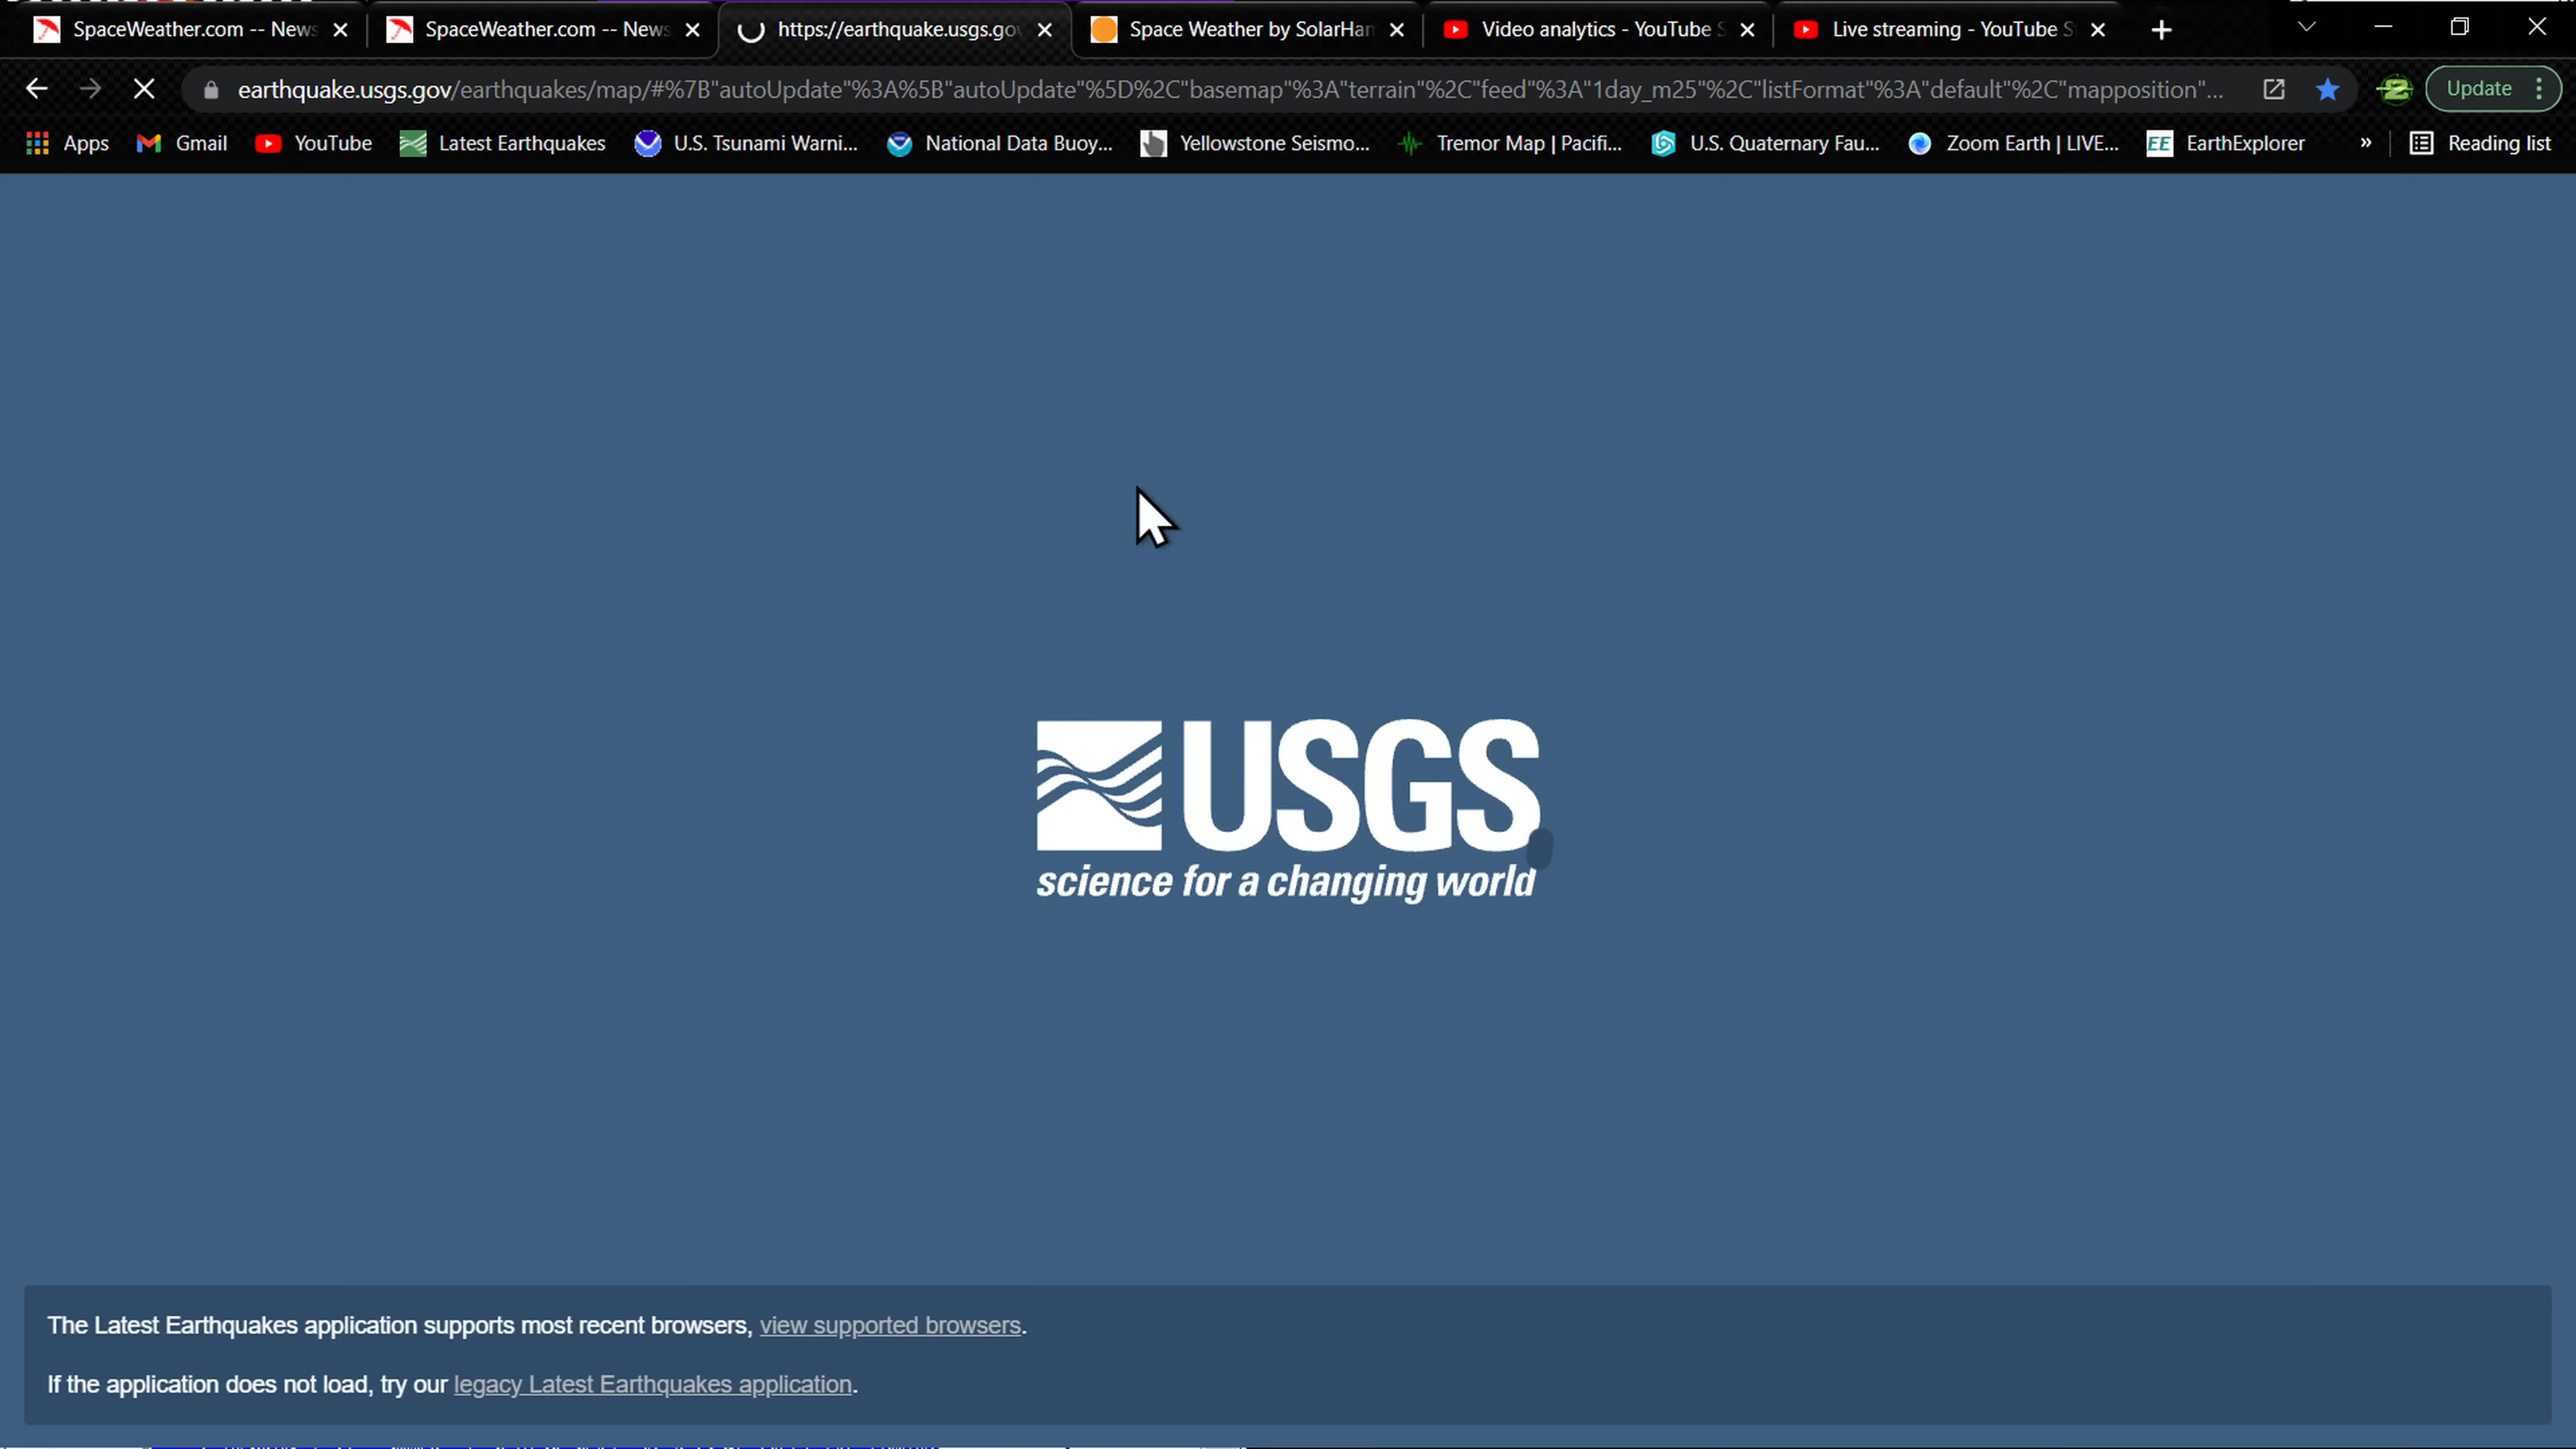 SpaceWeather.com -- News
SpaceWeather.com -- News
https://earthquake.usgs.gov
Space Weather by SolarHam
Video analytics - YouTube S
Live streaming - YouTube S
earthquake.usgs.gov/earthquakes/map/#%7B"autoUpdate"%3A%5B"autoUpdate"%5D%2C"basemap"%3A"terrain"%2C"feed"%3A"1day_m25"%2C"listFormat"%3A"default"%2C"mapposition"...
Update
Apps
Gmail
YouTube
Latest Earthquakes
U.S. Tsunami Warni...
National Data Buoy...
Yellowstone Seismo...
Tremor Map | Pacifi...
U.S. Quaternary Fau...
Zoom Earth | LIVE...
EE
EarthExplorer
»
Reading list
USGS
science for a changing world
The Latest Earthquakes application supports most recent browsers, view supported browsers.
If the application does not load, try our legacy Latest Earthquakes application.